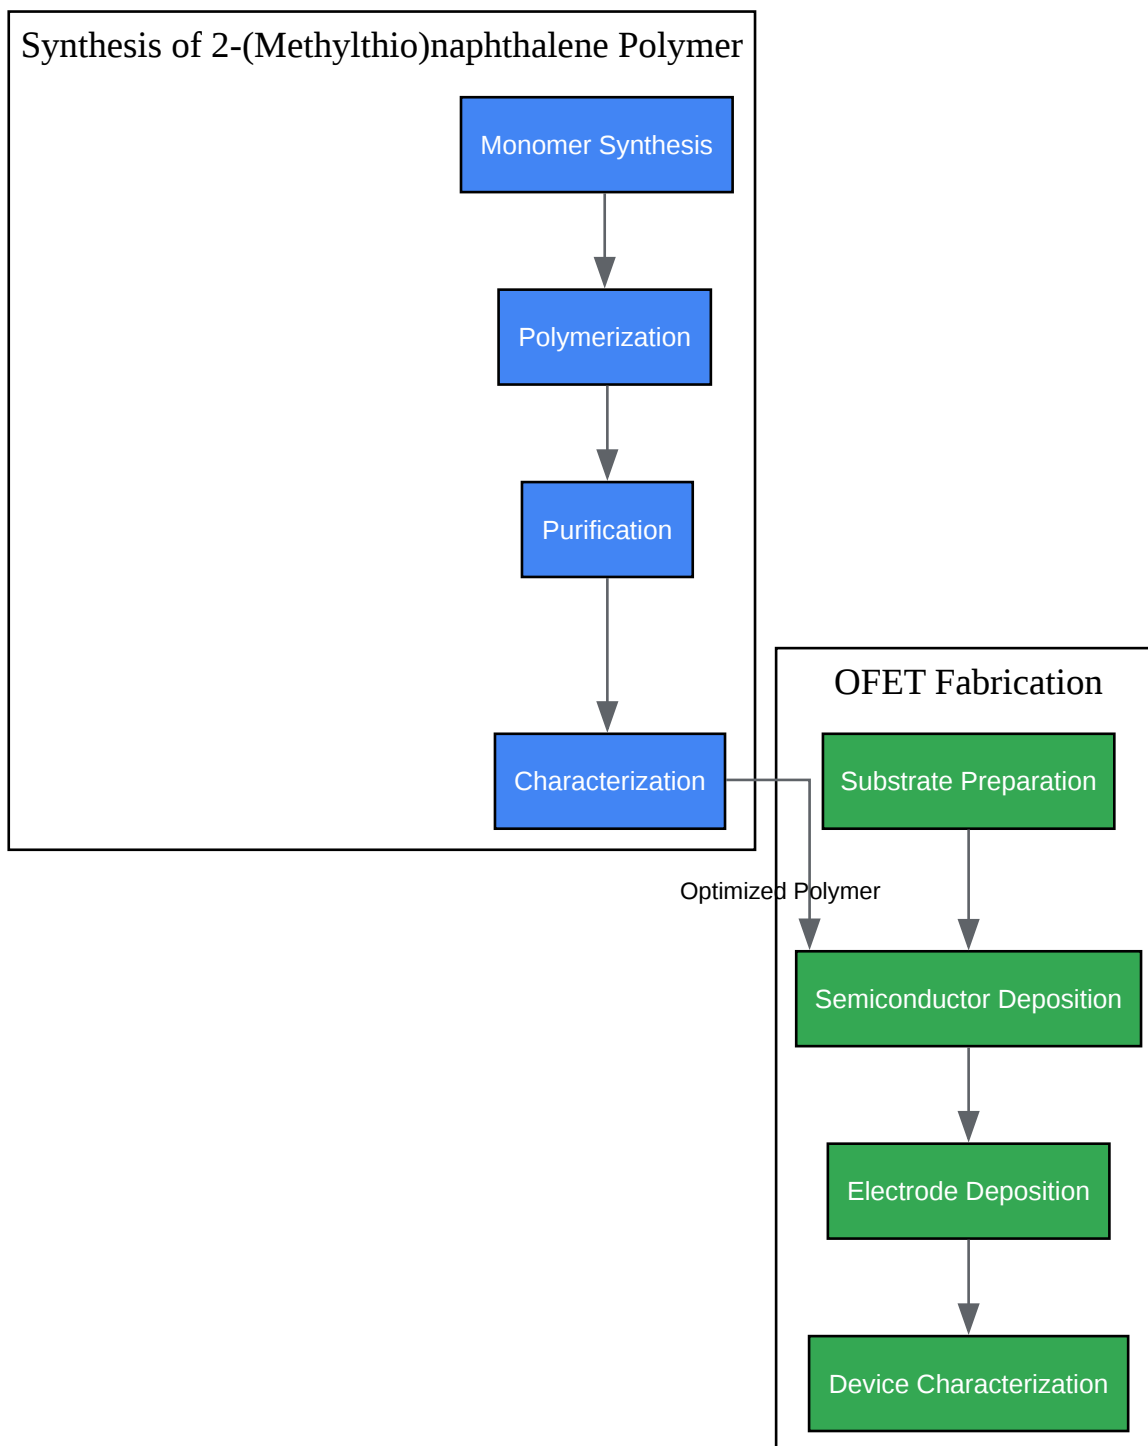 Synthesis of 2-(Methylthio)naphthalene Polymer
Monomer Synthesis
Polymerization
Purification
Characterization
Optimized Polymer
OFET Fabrication
Substrate Preparation
Semiconductor Deposition
Electrode Deposition
Device Characterization